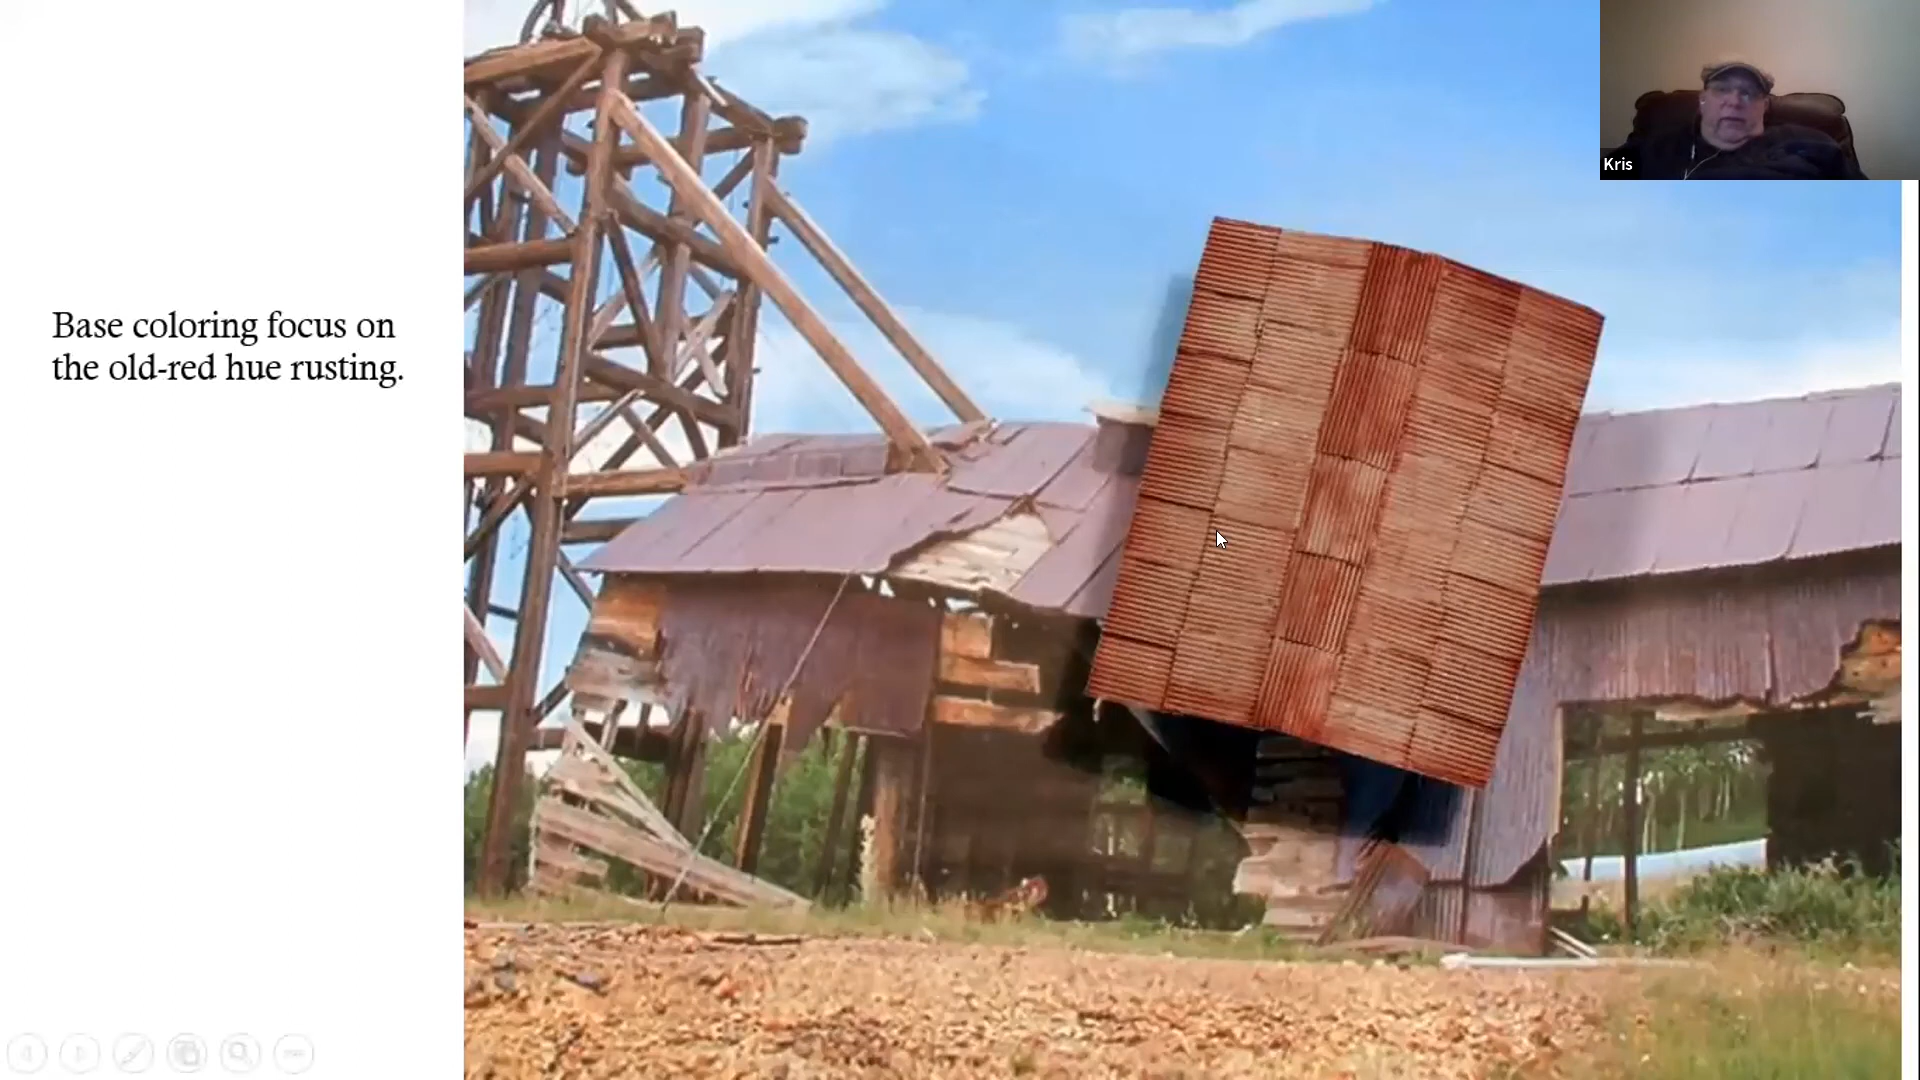 Kris
Base coloring focus on
the old-red hue rusting.